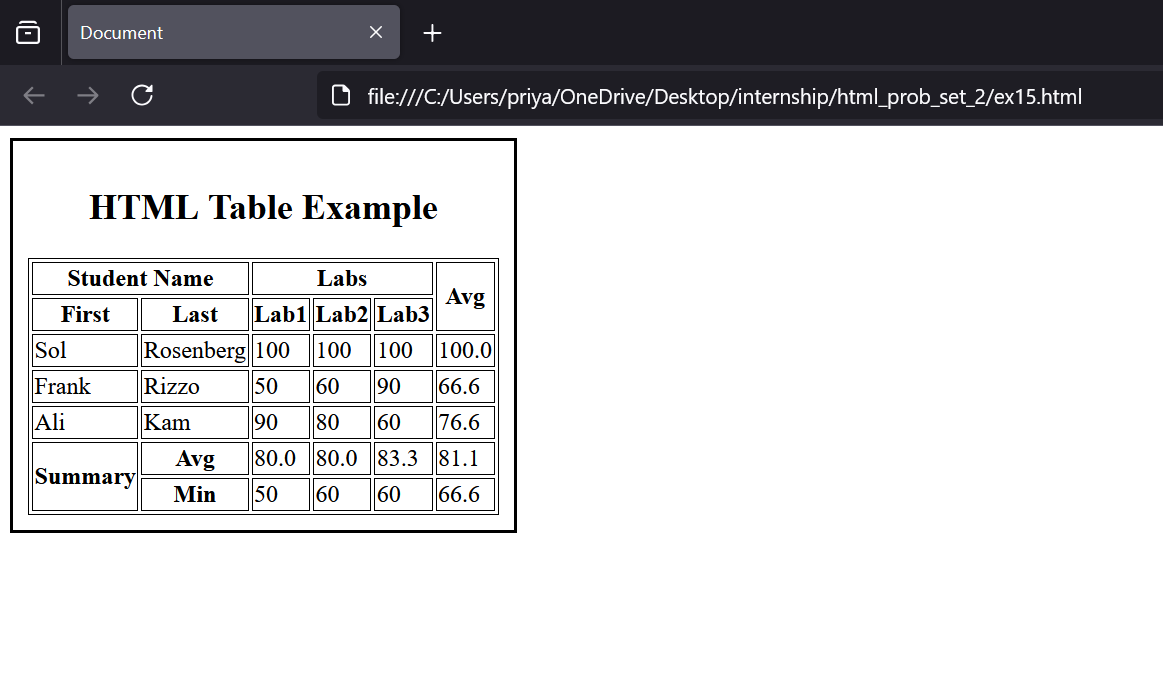 Document
file:///C:/Users/priya/OneDrive/Desktop/internship/html_prob_set_2/ex15.html
HTML Table Example
Student Name Labs Avg
First Last Lab1 Lab2 Lab3
Sol Rosenberg 100 100 100 100.0
Frank Rizzo 50 60 90 66.6
Ali Kam 90 80 60 76.6
Summary Avg 80.0 80.0 83.3 81.1
Min 50 60 60 66.6